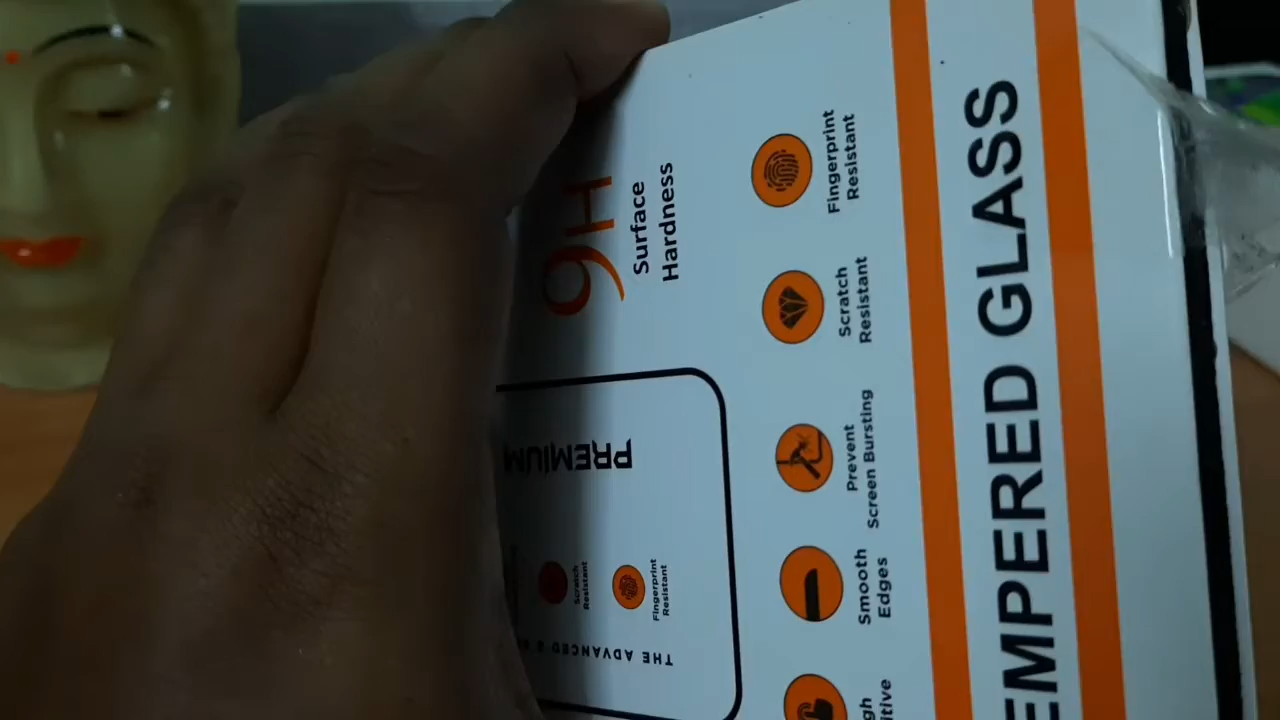 9H
Surface
Hardness
Fingerprint
Resistant
Scratch
Resistant
Prevent
Screen Bursting
Smooth
Edges
EMPERED GLASS
PREMIUM
Scratch
Resistant
Fingerprint
Resistant
THE ADVANCED